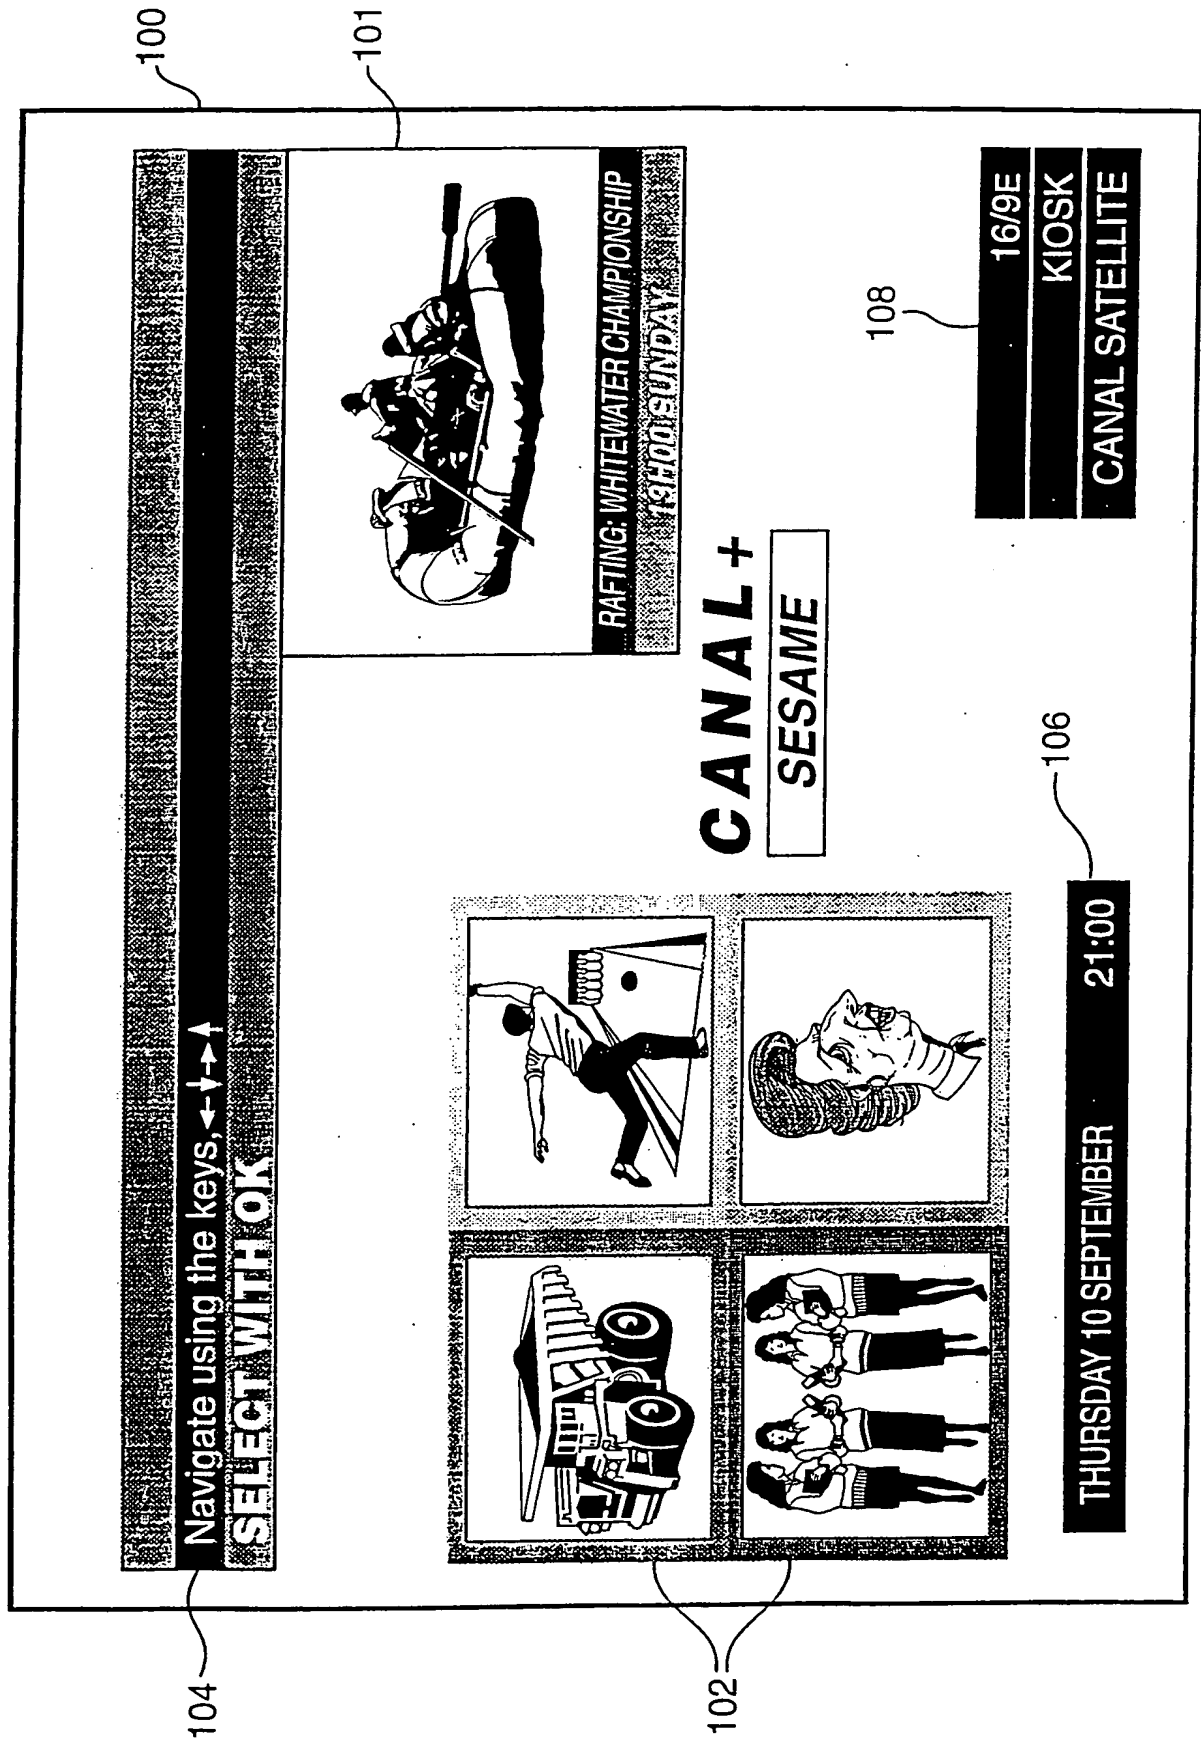 100
101
Navigate using the keys, ← ↓ → ↑
SELECT WITH OK
104
RAFTING: WHITEWATER CHAMPIONSHIP
19H00 SUNDAY
CANAL+
SESAME
102
106
THURSDAY 10 SEPTEMBER 21:00
108
16/9E
KIOSK
CANAL SATELLITE